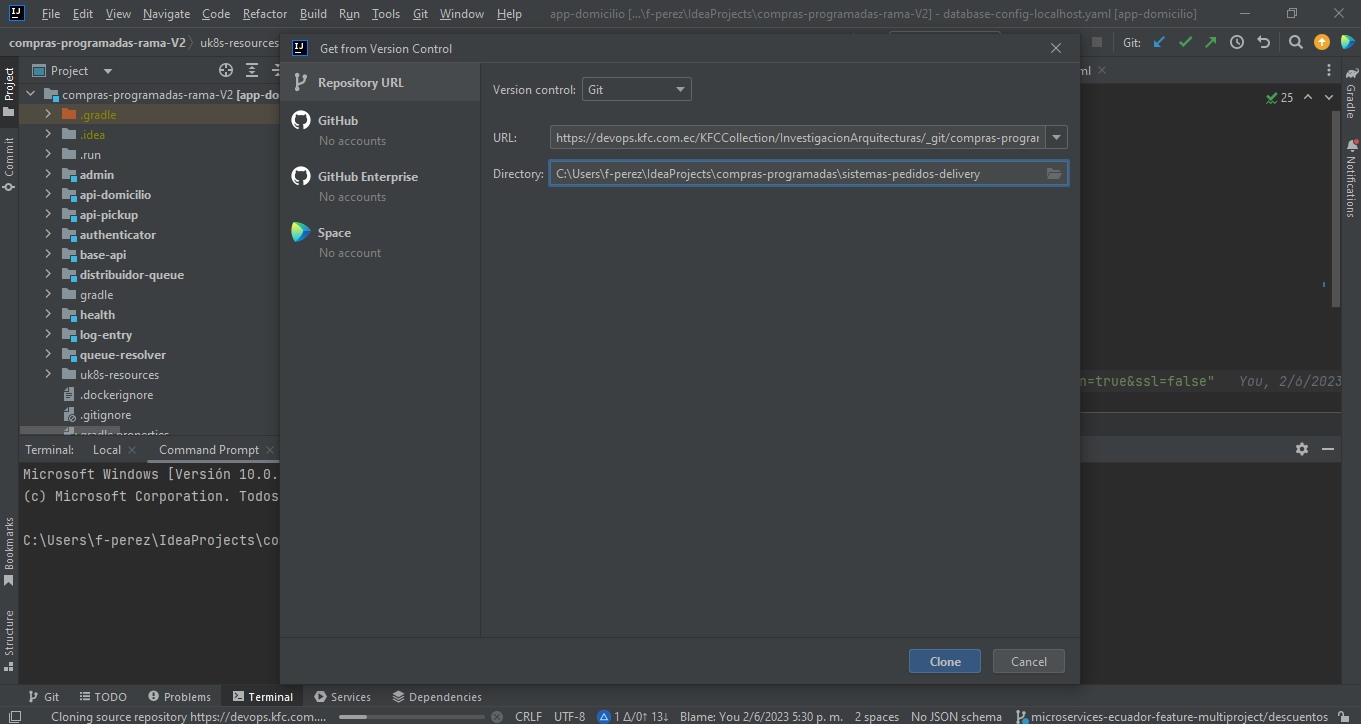 File Edit View Navigate Code Refactor Build Run Tools Git Window Help app-domicilio [...\f-perez\IdeaProjects\compras-programadas-rama-V2] - database-config-localhost.yaml [app-domicilio]
compras-programadas-rama-V2 uk8s-resources
Git:
Get from Version Control
Project
Project
Commit
Bookmarks
Structure
Gradle
Notifications
compras-programadas-rama-V2 [app-do
.gradle
.idea
.run
admin
api-domicilio
api-pickup
authenticator
base-api
distribuidor-queue
gradle
health
log-entry
queue-resolver
uk8s-resources
.dockerignore
.gitignore
gradle.properties
Repository URL
GitHub
No accounts
GitHub Enterprise
No accounts
Space
No account
Version control: Git
URL: https://devops.kfc.com.ec/KFCCollection/InvestigacionArquitecturas/_git/compras-prograr
Directory: C:\Users\f-perez\IdeaProjects\compras-programadas\sistemas-pedidos-delivery
Clone Cancel
ml
25
n=true&ssl=false" You, 2/6/2023
Terminal: Local Command Prompt
Microsoft Windows [Versión 10.0.
(c) Microsoft Corporation. Todos
C:\Users\f-perez\IdeaProjects\co
Git TODO Problems Terminal Services Dependencies
Cloning source repository https://devops.kfc.com.... CRLF UTF-8 1 Δ/0↑ 13↓ Blame: You 2/6/2023 5:30 p. m. 2 spaces No JSON schema microservices-ecuador-feature-multiproject/descuentos